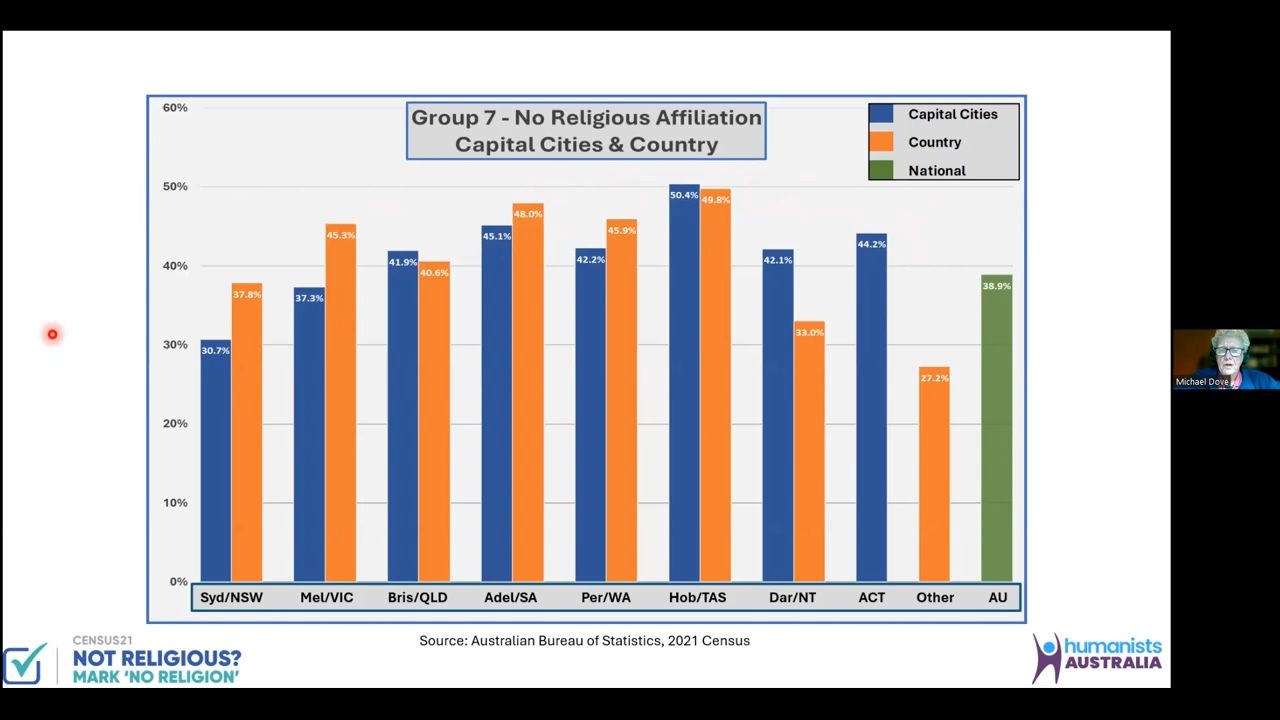 60%
Group 7 - No Religious Affiliation
Capital Cities & Country
Capital Cities
Country
National
50%
50.4%
49.8%
48.0%
45.3%
45.1%
45.9%
44.2%
40%
41.9%
40.6%
42.2%
42.1%
38.9%
37.8%
37.3%
30%
30.7%
33.0%
27.2%
20%
10%
0%
Syd/NSW Mel/VIC Bris/QLD Adel/SA Per/WA Hob/TAS Dar/NT ACT Other AU
Source: Australian Bureau of Statistics, 2021 Census
CENSUS21
NOT RELIGIOUS?
MARK ‘NO RELIGION’
humanists
AUSTRALIA
Michael Dove